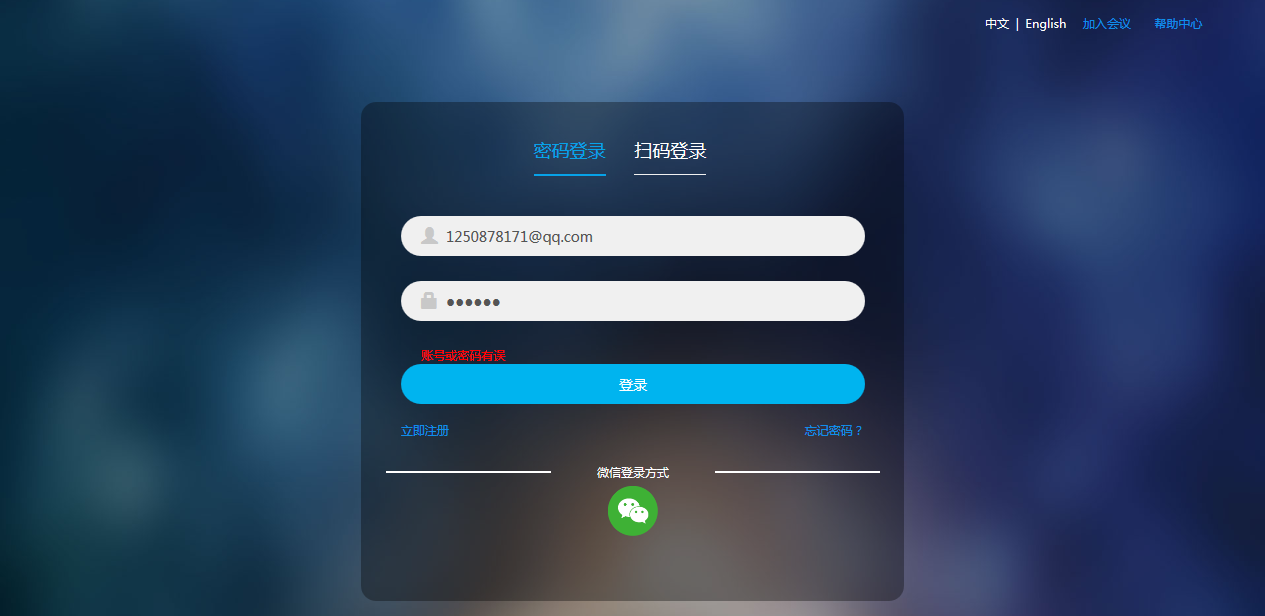 中文 | English 加入会议 帮助中心
密码登录 扫码登录
1250878171@qq.com
●●●●●●
账号或密码有误
登录
立即注册 忘记密码？
微信登录方式